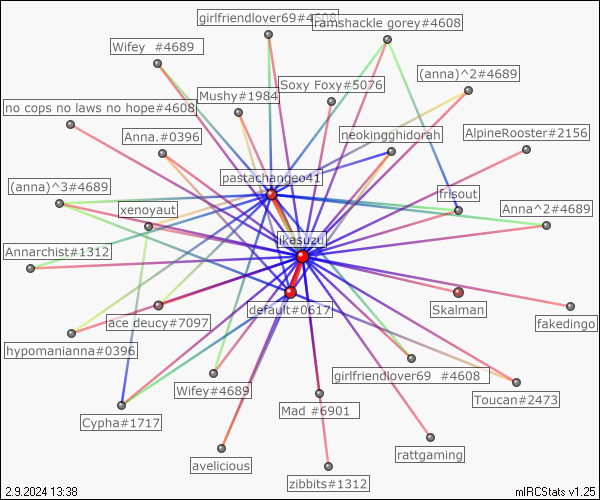 girlfriendlover69#4608
ramshackle gorey#4608
Wifey #4689
(anna)^2#4689
Soxy Foxy#5076
Mushy#1984
no cops no laws no hope#4608
Anna.#0396
neokingghidorah
AlpineRooster#2156
pastachangeo41
(anna)^3#4689
frisout
xenoyaut
Anna^2#4689
ikasuzu
Annarchist#1312
default#0617
Skalman
ace deucy#7097
fakedingo
hypomanianna#0396
girlfriendlover69 #4608
Wifey#4689
Toucan#2473
Mad #6901
Cypha#1717
rattgaming
avelicious
zibbits#1312
2.9.2024 13:38
mIRCStats v1.25